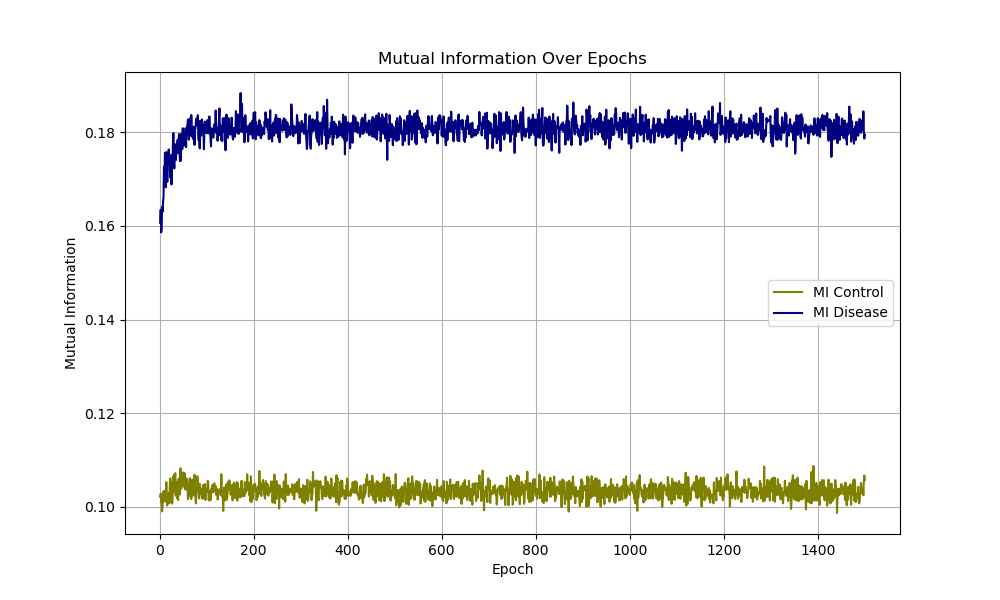 Mutual Information Over Epochs
0.18
0.16
0.14
0.12
0.10
Mutual Information
MI Control
MI Disease
0 200 400 600 800 1000 1200 1400
Epoch